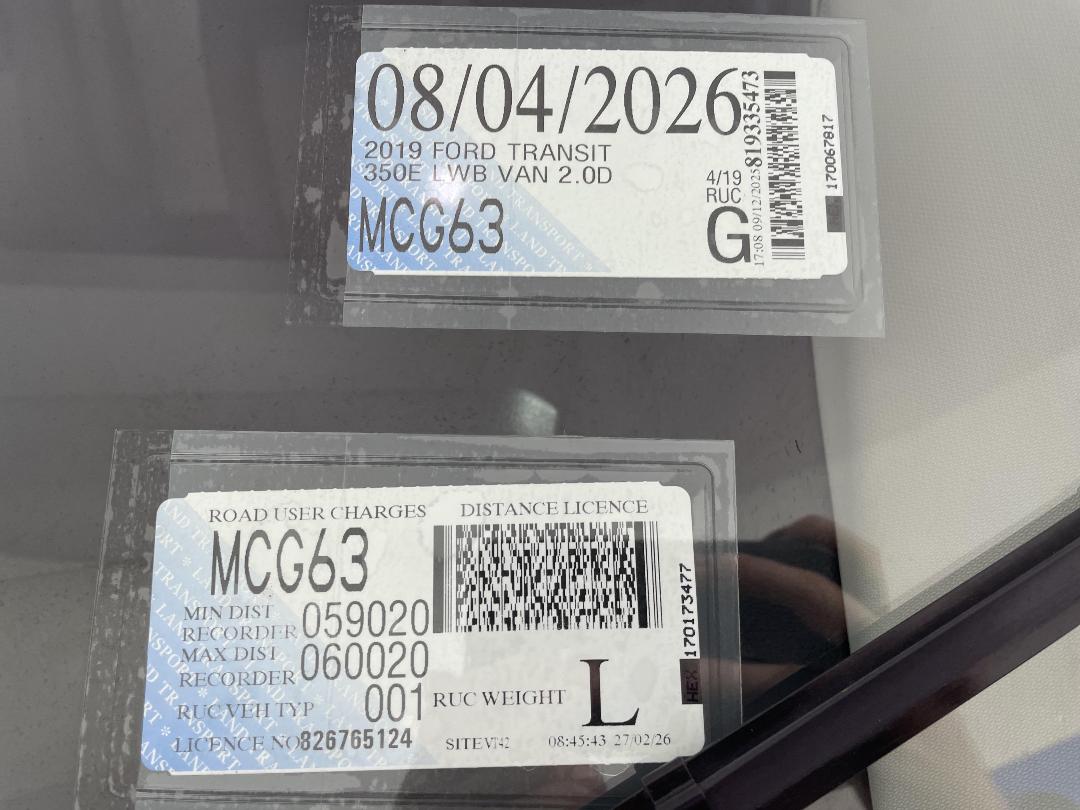 08/04/2026
2019 FORD TRANSIT
350E LWB VAN 2.0D
MCG63
4/19
RUC
G
17:08 09/12/2025
819335473
170067817
ROAD USER CHARGES
DISTANCE LICENCE
MCG63
MIN DIST
RECORDER 059020
MAX DIST
RECORDER 060020
RUC VEH TYP 001
RUC WEIGHT L
LICENCE NO 826765124
SITE VT42 08:45:43 27/02/26
HEX 170173477